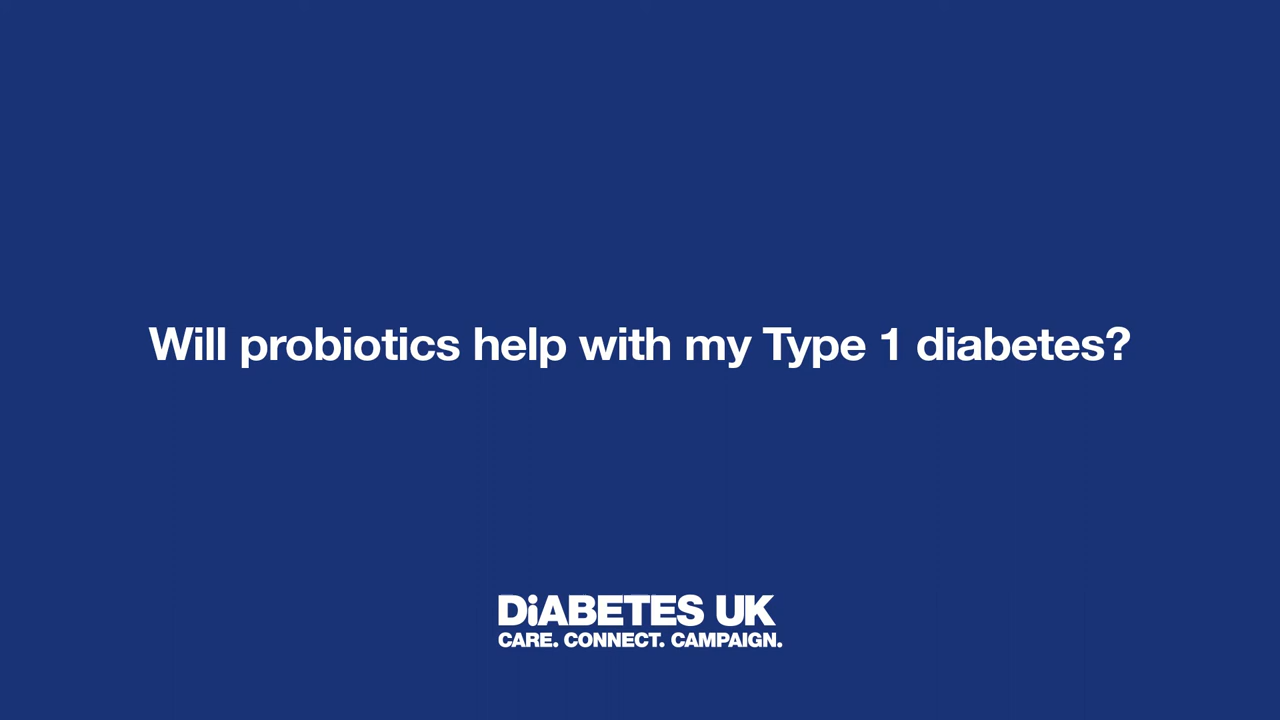 Will probiotics help with my Type 1 diabetes?
DiABETES UK
CARE. CONNECT. CAMPAIGN.